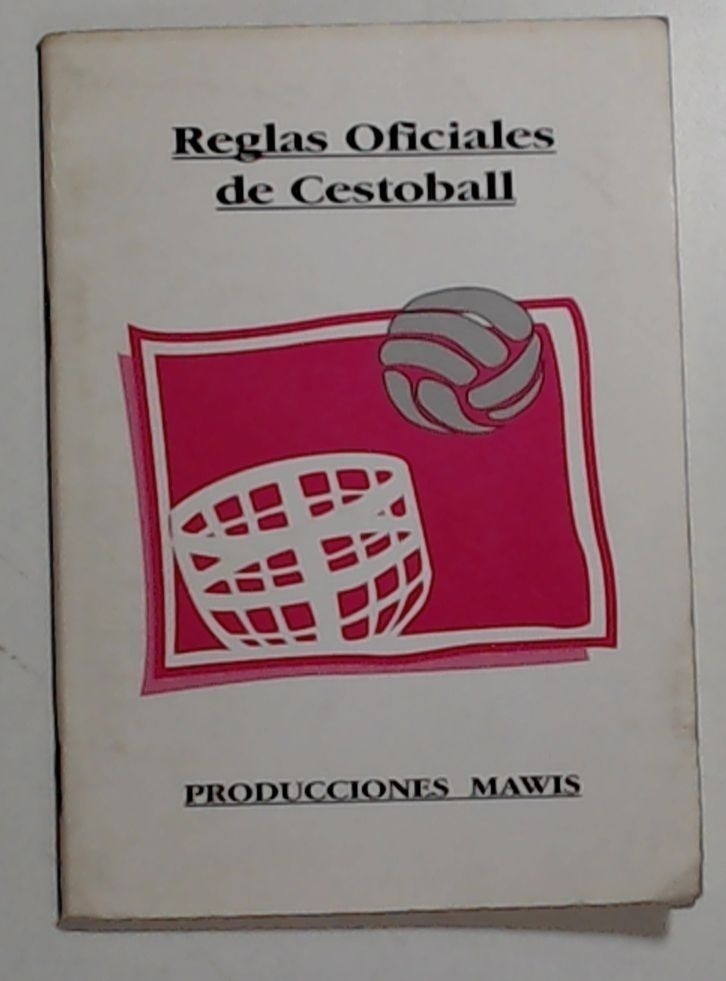 Reglas Oficiales
de Cestoball
PRODUCCIONES MAWIS